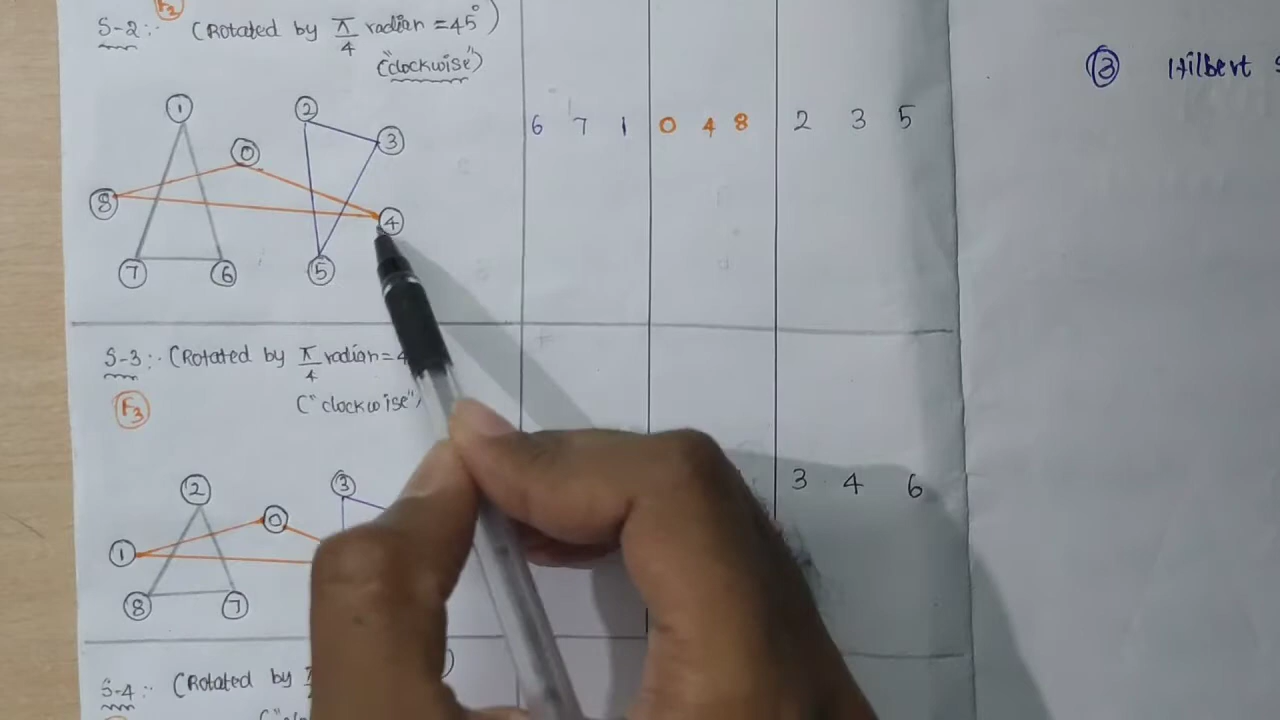 F2
S-2:- (Rotated by π/4 radian = 45°)
("clockwise")
③ Hilbert
1 2
0 3
8 4
7 6 5
6 7 1 0 4 8 2 3 5
S-3:- (Rotated by π/4 radian = 4
("clockwise"
F3
2 3
1 0
8 7
3 4 6
S-4:- (Rotated by